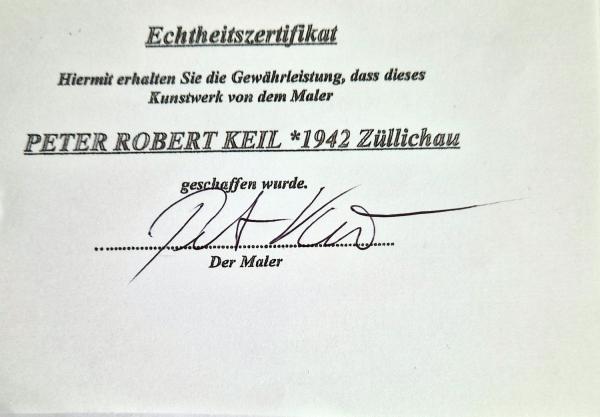 Echtheitszertifikat
Hiermit erhalten Sie die Gewährleistung, dass dieses
Kunstwerk von dem Maler
PETER ROBERT KEIL *1942 Züllichau
geschaffen wurde.
Der Maler